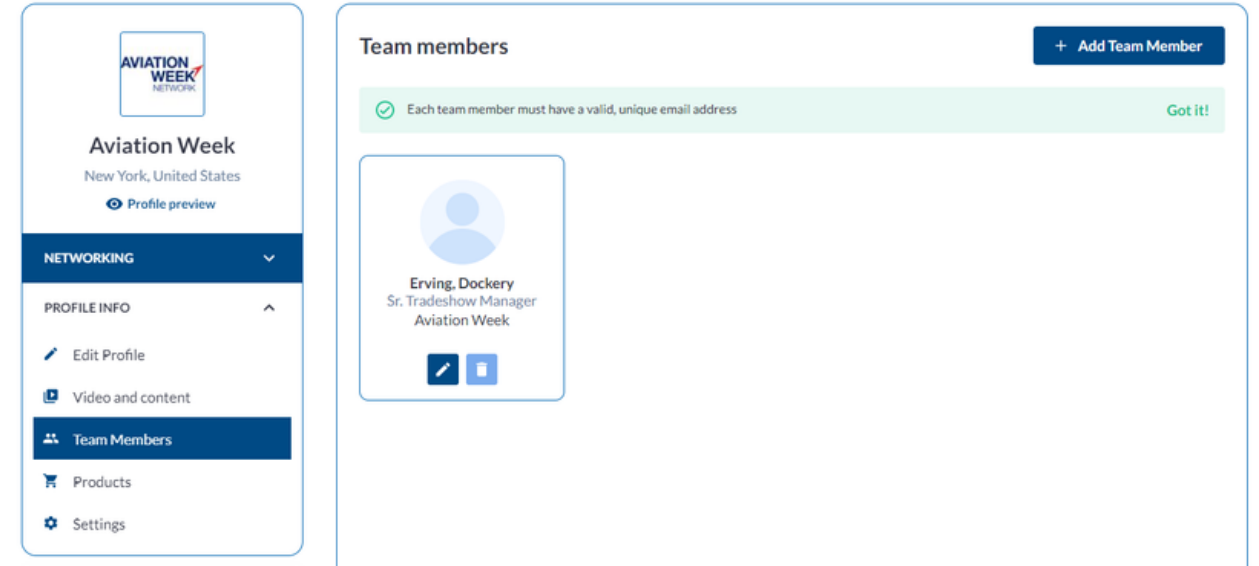 AVIATION
WEEK
NETWORK
Aviation Week
New York, United States
Profile preview
NETWORKING
PROFILE INFO
Edit Profile
Video and content
Team Members
Products
Settings
Team members
+ Add Team Member
Each team member must have a valid, unique email address
Got it!
Erving, Dockery
Sr. Tradeshow Manager
Aviation Week